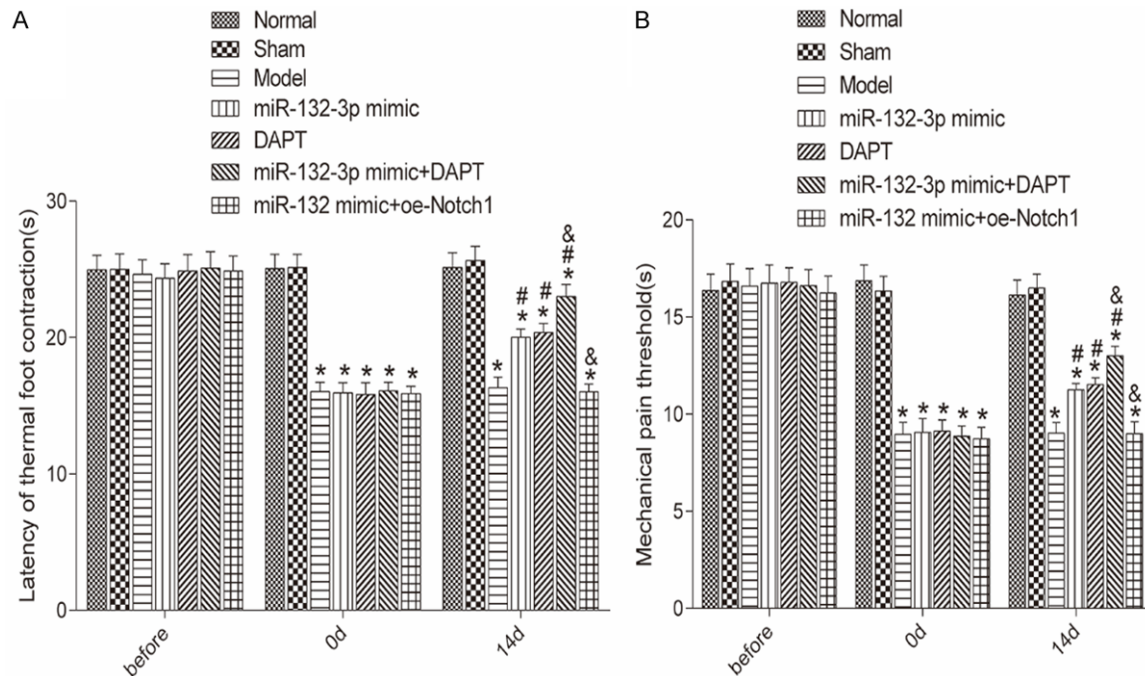 A
Normal
Sham
Model
miR-132-3p mimic
DAPT
miR-132-3p mimic+DAPT
miR-132 mimic+oe-Notch1
Latency of thermal foot contraction(s)
30
20
10
0
* * * * *
*
#
*
#
*
&
#
*
&
*
before
0d
14d
B
Normal
Sham
Model
miR-132-3p mimic
DAPT
miR-132-3p mimic+DAPT
miR-132 mimic+oe-Notch1
Mechanical pain threshold(s)
20
15
10
5
0
* * * * *
*
#
*
#
*
&
#
*
&
*
before
0d
14d